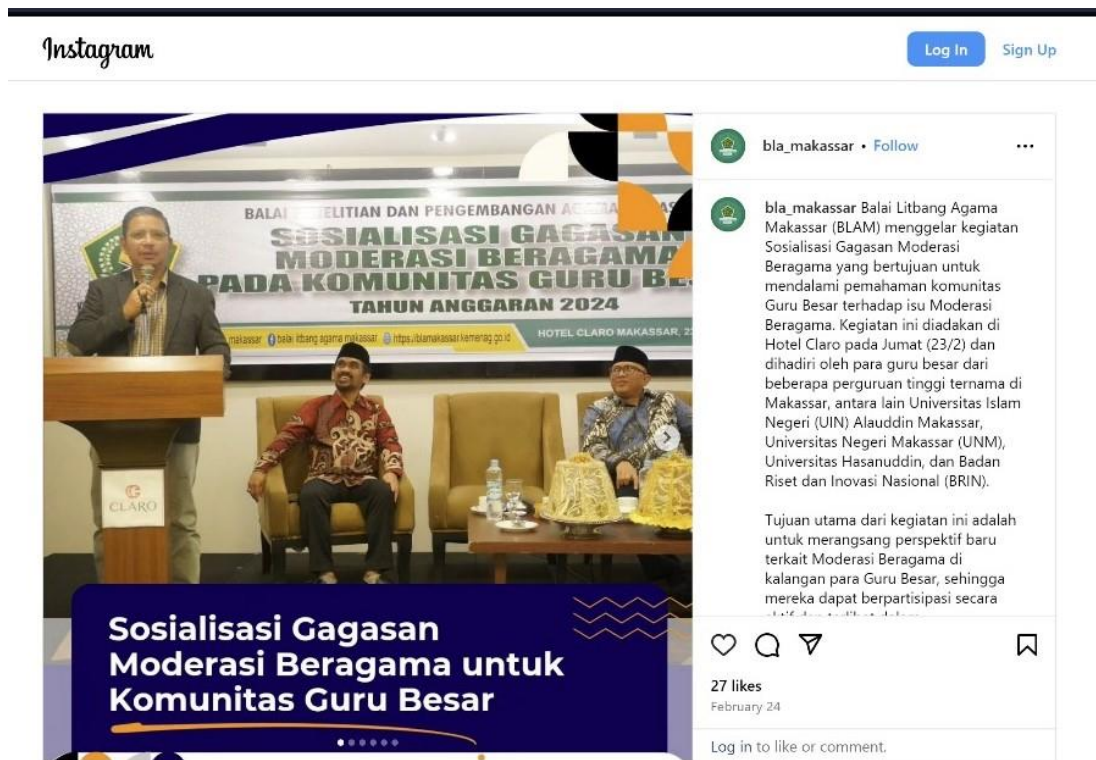 Instagram
Log In
Sign Up
BALAI PENELITIAN DAN PENGEMBANGAN
SOSIALISASI GAGASAN
MODERASI BERAGAMA
PADA KOMUNITAS GURU BE
TAHUN ANGGARAN 2024
makassar balai litbang agama makassar https://blamakassar.kemenag.go.id
HOTEL CLARO MAKASSAR, 2
CLARO
Sosialisasi Gagasan
Moderasi Beragama untuk
Komunitas Guru Besar
bla_makassar • Follow
bla_makassar Balai Litbang Agama
Makassar (BLAM) menggelar kegiatan
Sosialisasi Gagasan Moderasi
Beragama yang bertujuan untuk
mendalami pemahaman komunitas
Guru Besar terhadap isu Moderasi
Beragama. Kegiatan ini diadakan di
Hotel Claro pada Jumat (23/2) dan
dihadiri oleh para guru besar dari
beberapa perguruan tinggi ternama di
Makassar, antara lain Universitas Islam
Negeri (UIN) Alauddin Makassar,
Universitas Negeri Makassar (UNM),
Universitas Hasanuddin, dan Badan
Riset dan Inovasi Nasional (BRIN).
Tujuan utama dari kegiatan ini adalah
untuk merangsang perspektif baru
terkait Moderasi Beragama di
kalangan para Guru Besar, sehingga
mereka dapat berpartisipasi secara
27 likes
February 24
Log in to like or comment.